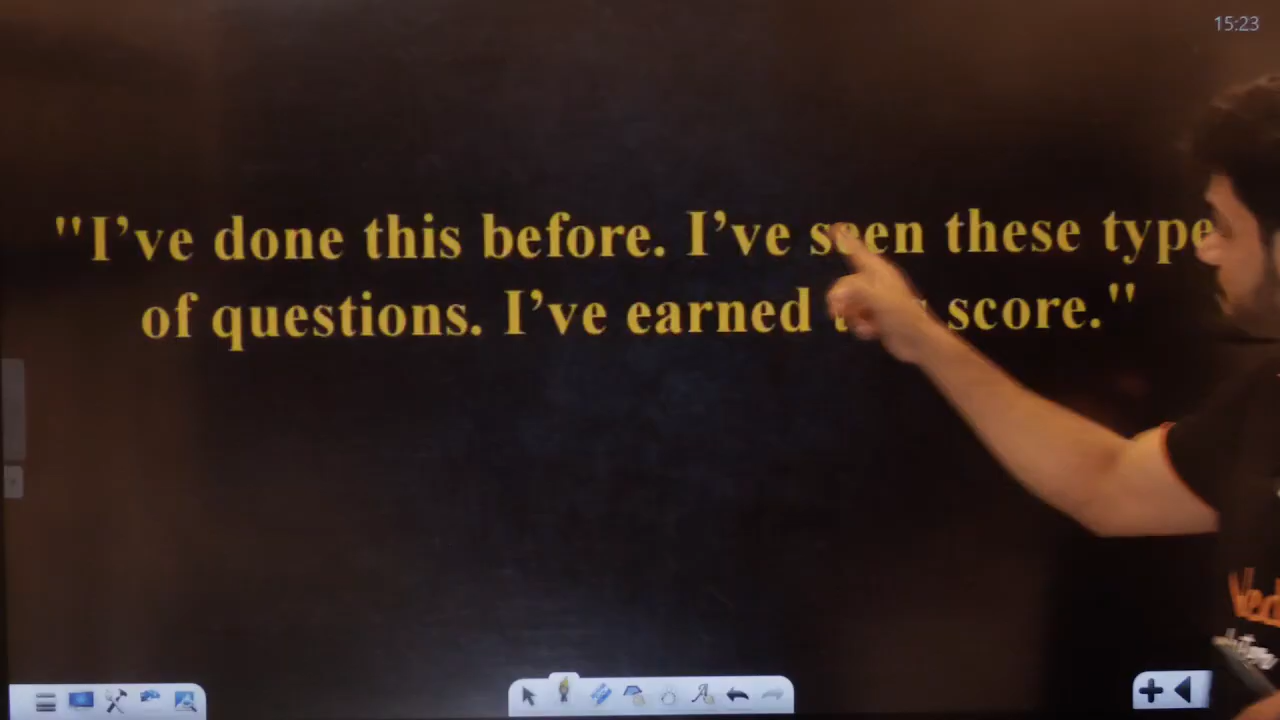 15:23
"I’ve done this before. I’ve seen these type
of questions. I’ve earned score."